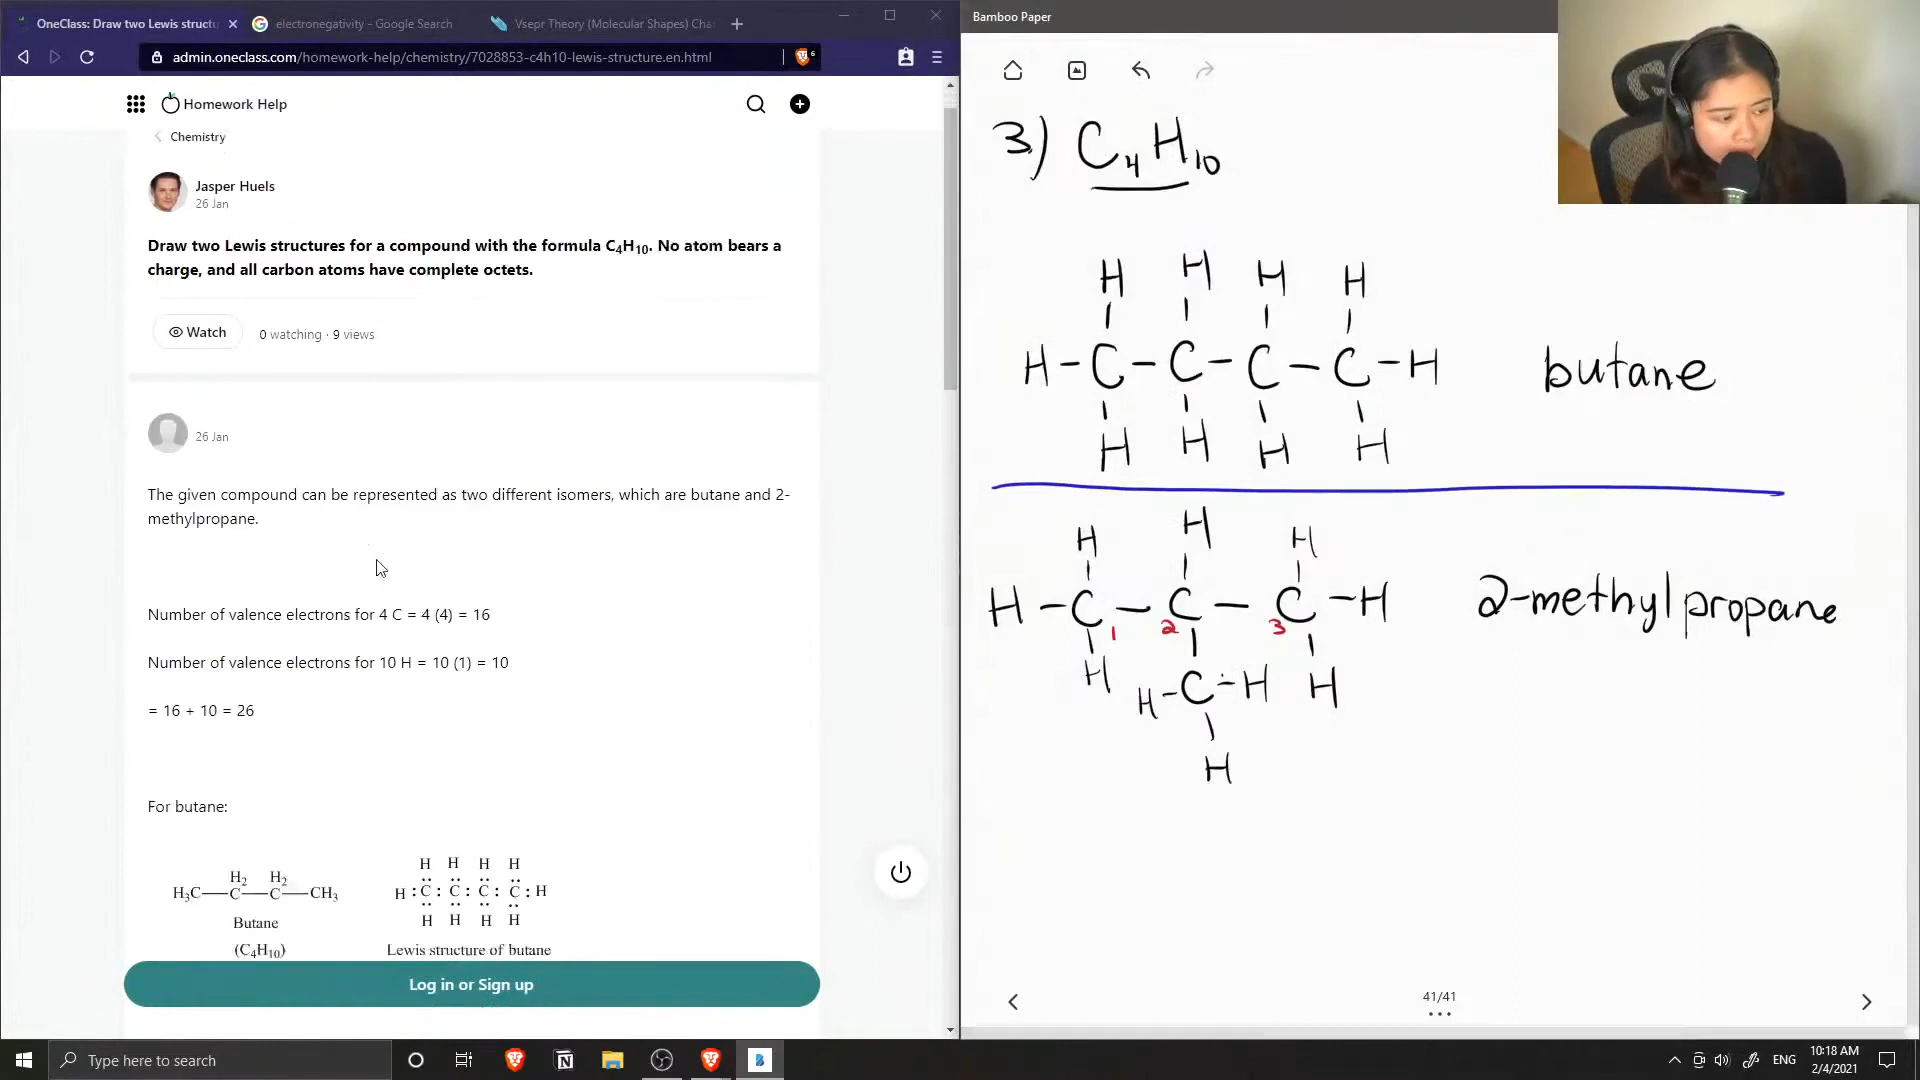 OneClass: Draw two Lewis structu
electronegativity - Google Search
Vsepr Theory (Molecular Shapes) Cha
Bamboo Paper
admin.oneclass.com/homework-help/chemistry/7028853-c4h10-lewis-structure.en.html
6
Homework Help
Chemistry
Jasper Huels
26 Jan
Draw two Lewis structures for a compound with the formula C4H10. No atom bears a
charge, and all carbon atoms have complete octets.
Watch
0 watching · 9 views
26 Jan
The given compound can be represented as two different isomers, which are butane and 2-
methylpropane.
Number of valence electrons for 4 C = 4 (4) = 16
Number of valence electrons for 10 H = 10 (1) = 10
= 16 + 10 = 26
For butane:
H2 H2
H3C—C—C—CH3
Butane
(C4H10)
H H H H
H : C : C : C : C : H
H H H H
Lewis structure of butane
Log in or Sign up
3) C4H10
H H H H
H-C-C-C-C-H butane
H H H H
H H H
H-C-C-C-H 2-methylpropane
1 2 3
H H-C-H H
H
41/41
Type here to search
ENG
10:18 AM
2/4/2021